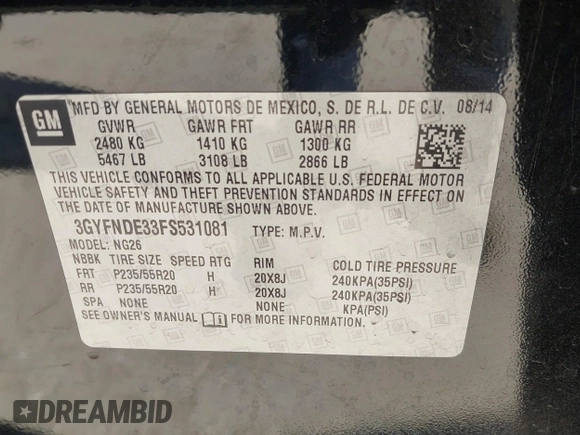 GM
MFD BY GENERAL MOTORS DE MEXICO, S. DE R.L. DE C.V. 08/14
GVWR GAWR FRT GAWR RR
2480 KG 1410 KG 1300 KG
5467 LB 3108 LB 2866 LB
THIS VEHICLE CONFORMS TO ALL APPLICABLE U.S. FEDERAL MOTOR
VEHICLE SAFETY AND THEFT PREVENTION STANDARDS IN EFFECT ON
THE DATE OF MANUFACTURE SHOWN ABOVE.
3GYFNDE33FS531081 TYPE: M.P.V.
MODEL: NG26
NBBK TIRE SIZE SPEED RTG RIM COLD TIRE PRESSURE
FRT P235/55R20 H 20X8J 240KPA(35PSI)
RR P235/55R20 H 20X8J 240KPA(35PSI)
SPA NONE NONE KPA(PSI)
SEE OWNER'S MANUAL FOR MORE INFORMATION
DREAMBID